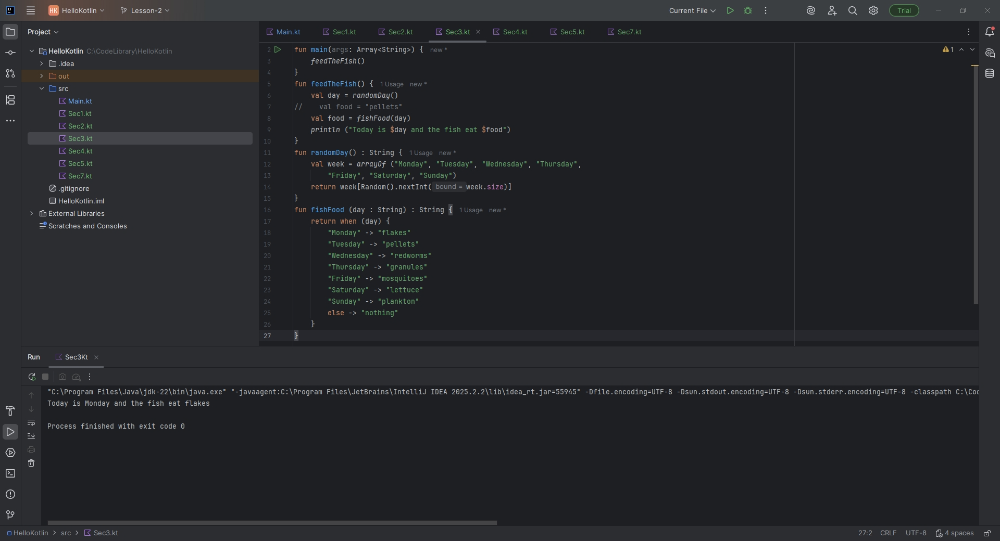 HK HelloKotlin Lesson-2 Current File Trial
Project
Main.kt Sec1.kt Sec2.kt Sec3.kt Sec4.kt Sec5.kt Sec7.kt
HelloKotlin C:\CodeLibrary\HelloKotlin
.idea
out
src
Main.kt
Sec1.kt
Sec2.kt
Sec3.kt
Sec4.kt
Sec5.kt
Sec7.kt
.gitignore
HelloKotlin.iml
External Libraries
Scratches and Consoles
1
2 fun main(args: Array<String>) { new *
3 feedTheFish()
4 }
5 fun feedTheFish() { 1 Usage new *
6 val day = randomDay()
7 // val food = "pellets"
8 val food = fishFood(day)
9 println ("Today is $day and the fish eat $food")
10 }
11 fun randomDay() : String { 1 Usage new *
12 val week = arrayOf ("Monday", "Tuesday", "Wednesday", "Thursday",
13 "Friday", "Saturday", "Sunday")
14 return week[Random().nextInt( bound = week.size)]
15 }
16 fun fishFood (day : String) : String { 1 Usage new *
17 return when (day) {
18 "Monday" -> "flakes"
19 "Tuesday" -> "pellets"
20 "Wednesday" -> "redworms"
21 "Thursday" -> "granules"
22 "Friday" -> "mosquitoes"
23 "Saturday" -> "lettuce"
24 "Sunday" -> "plankton"
25 else -> "nothing"
26 }
27 }
Run Sec3Kt
"C:\Program Files\Java\jdk-22\bin\java.exe" "-javaagent:C:\Program Files\JetBrains\IntelliJ IDEA 2025.2.2\lib\idea_rt.jar=55945" -Dfile.encoding=UTF-8 -Dsun.stdout.encoding=UTF-8 -Dsun.stderr.encoding=UTF-8 -classpath C:\Co
Today is Monday and the fish eat flakes
Process finished with exit code 0
HelloKotlin > src > Sec3.kt 27:2 CRLF UTF-8 4 spaces